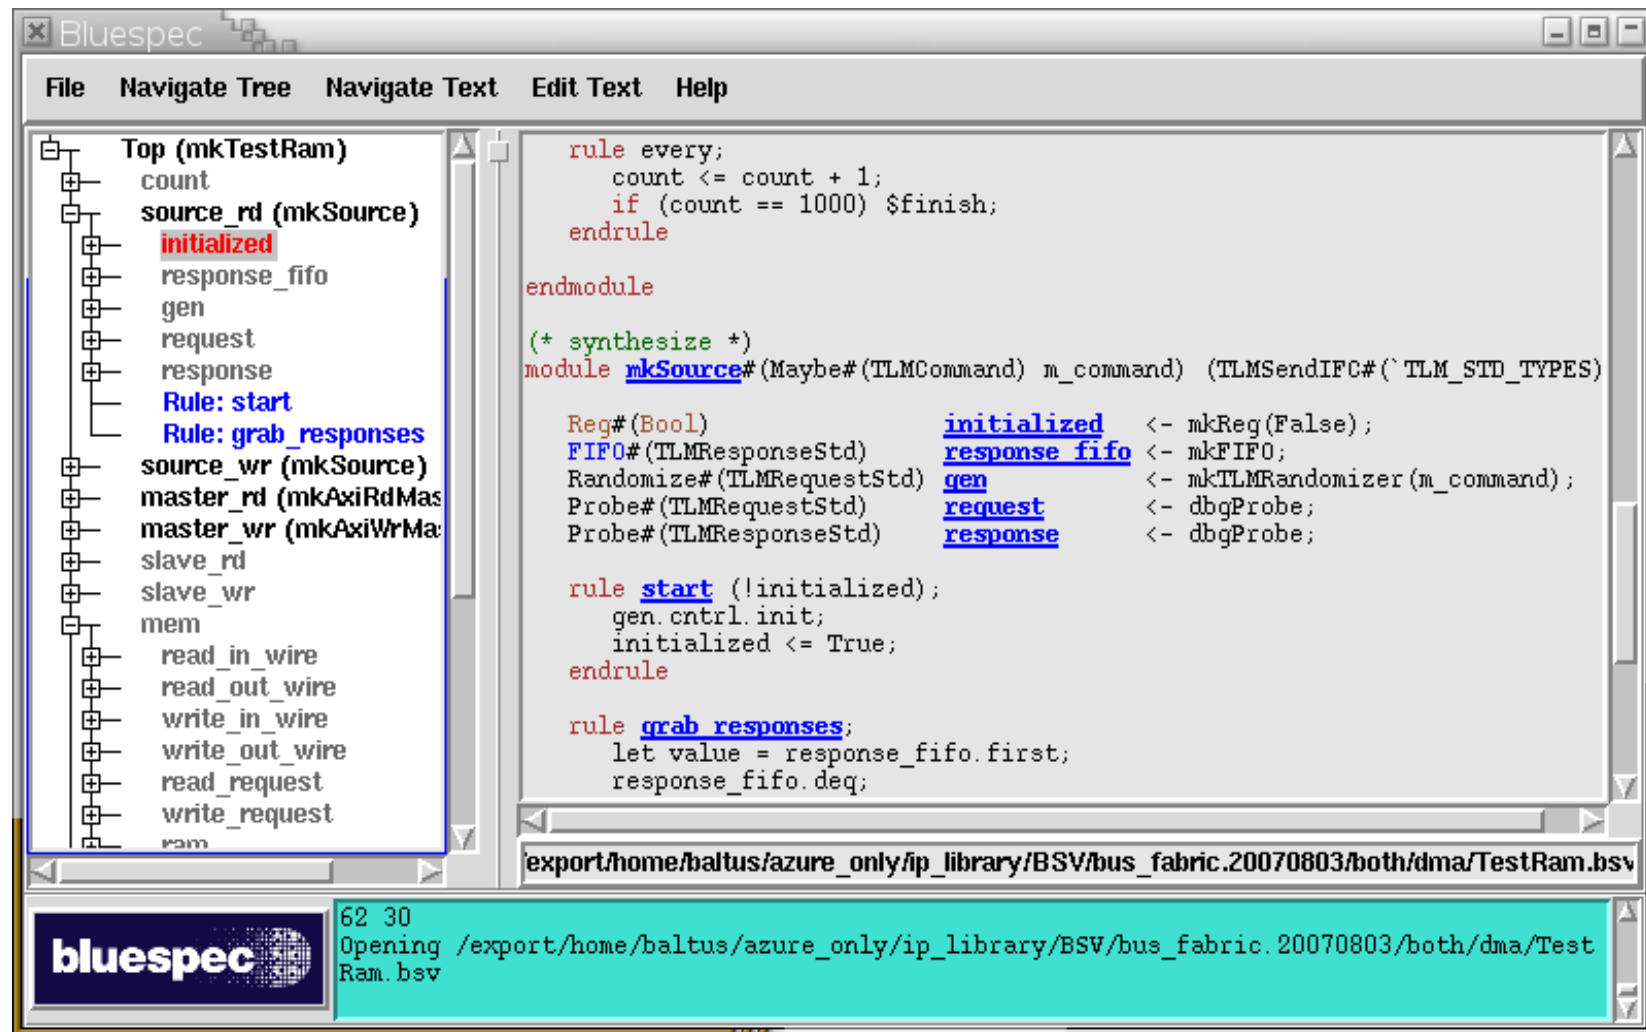 Bluespec
File Navigate Tree Navigate Text Edit Text Help
Top (mkTestRam)
count
source_rd (mkSource)
initialized
response_fifo
gen
request
response
Rule: start
Rule: grab_responses
source_wr (mkSource)
master_rd (mkAxiRdMas
master_wr (mkAxiWrMa
slave_rd
slave_wr
mem
read_in_wire
read_out_wire
write_in_wire
write_out_wire
read_request
write_request
ram
rule every;
count <= count + 1;
if (count == 1000) $finish;
endrule
endmodule
(* synthesize *)
module mkSource#(Maybe#(TLMCommand) m_command) (TLMSendIFC#(`TLM_STD_TYPES)
Reg#(Bool) initialized <- mkReg(False);
FIFO#(TLMResponseStd) response_fifo <- mkFIFO;
Randomize#(TLMRequestStd) gen <- mkTLMRandomizer(m_command);
Probe#(TLMRequestStd) request <- dbgProbe;
Probe#(TLMResponseStd) response <- dbgProbe;
rule start (!initialized);
gen.cntrl.init;
initialized <= True;
endrule
rule grab_responses;
let value = response_fifo.first;
response_fifo.deq;
export/home/baltus/azure_only/ip_library/BSV/bus_fabric.20070803/both/dma/TestRam.bsv
bluespec
62 30
Opening /export/home/baltus/azure_only/ip_library/BSV/bus_fabric.20070803/both/dma/Test
Ram.bsv